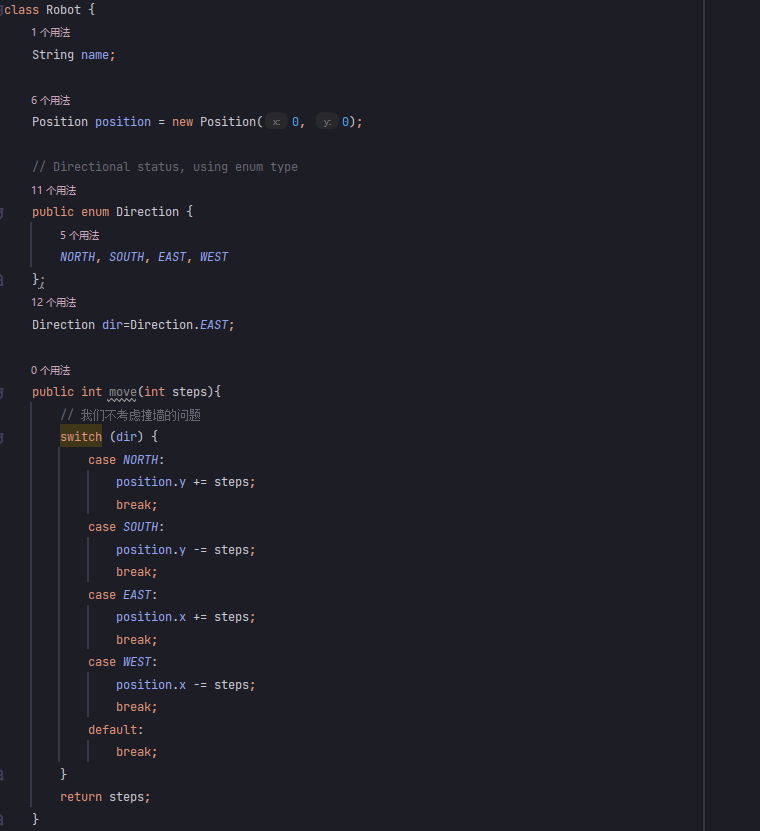 class Robot {
1 个用法
String name;
6 个用法
Position position = new Position( x: 0, y: 0);
// Directional status, using enum type
11 个用法
public enum Direction {
5 个用法
NORTH, SOUTH, EAST, WEST
};
12 个用法
Direction dir=Direction.EAST;
0 个用法
public int move(int steps){
// 我们不考虑撞墙的问题
switch (dir) {
case NORTH:
position.y += steps;
break;
case SOUTH:
position.y -= steps;
break;
case EAST:
position.x += steps;
break;
case WEST:
position.x -= steps;
break;
default:
break;
}
return steps;
}